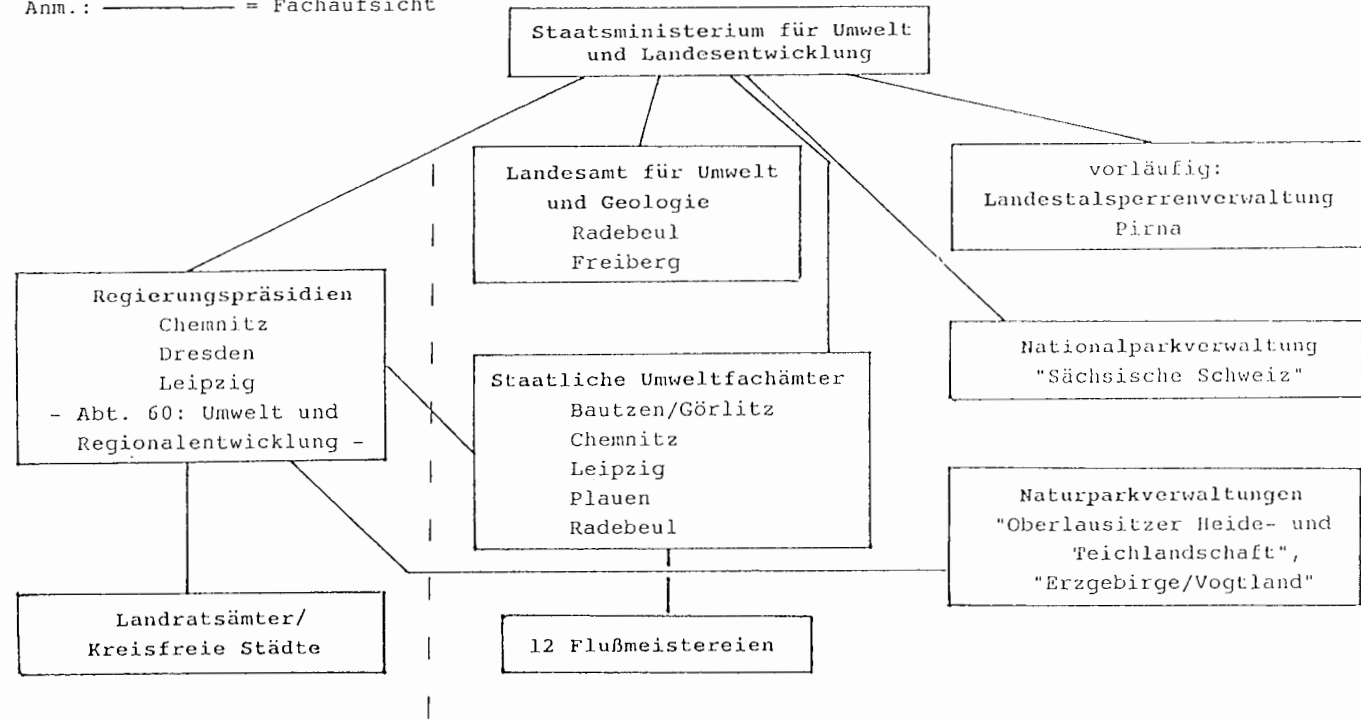 Anm.: ——— = Fachaufsicht
Staatsministerium für Umwelt
und Landesentwicklung
Landesamt für Umwelt
und Geologie
Radebeul
Freiberg
vorläufig:
Landestalsperrenverwaltung
Pirna
Regierungspräsidien
Chemnitz
Dresden
Leipzig
- Abt. 60: Umwelt und
Regionalentwicklung -
Staatliche Umweltfachämter
Bautzen/Görlitz
Chemnitz
Leipzig
Plauen
Radebeul
Nationalparkverwaltung
"Sächsische Schweiz"
Naturparkverwaltungen
"Oberlausitzer Heide- und
Teichlandschaft",
"Erzgebirge/Vogtland"
Landratsämter/
Kreisfreie Städte
12 Flußmeistereien